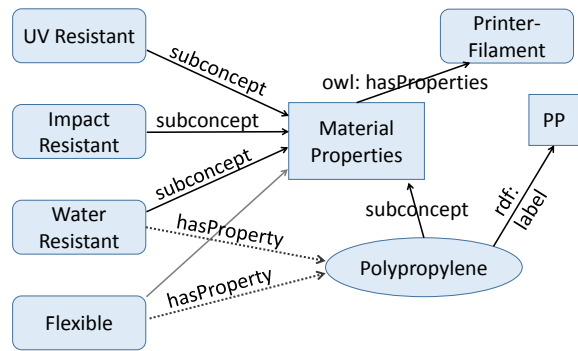 UV Resistant
subconcept
Printer-
Filament
owl: hasProperties
Impact
Resistant
subconcept
Material
Properties
PP
subconcept
Water
Resistant
hasProperty
subconcept
rdf:
label
Polypropylene
hasProperty
Flexible